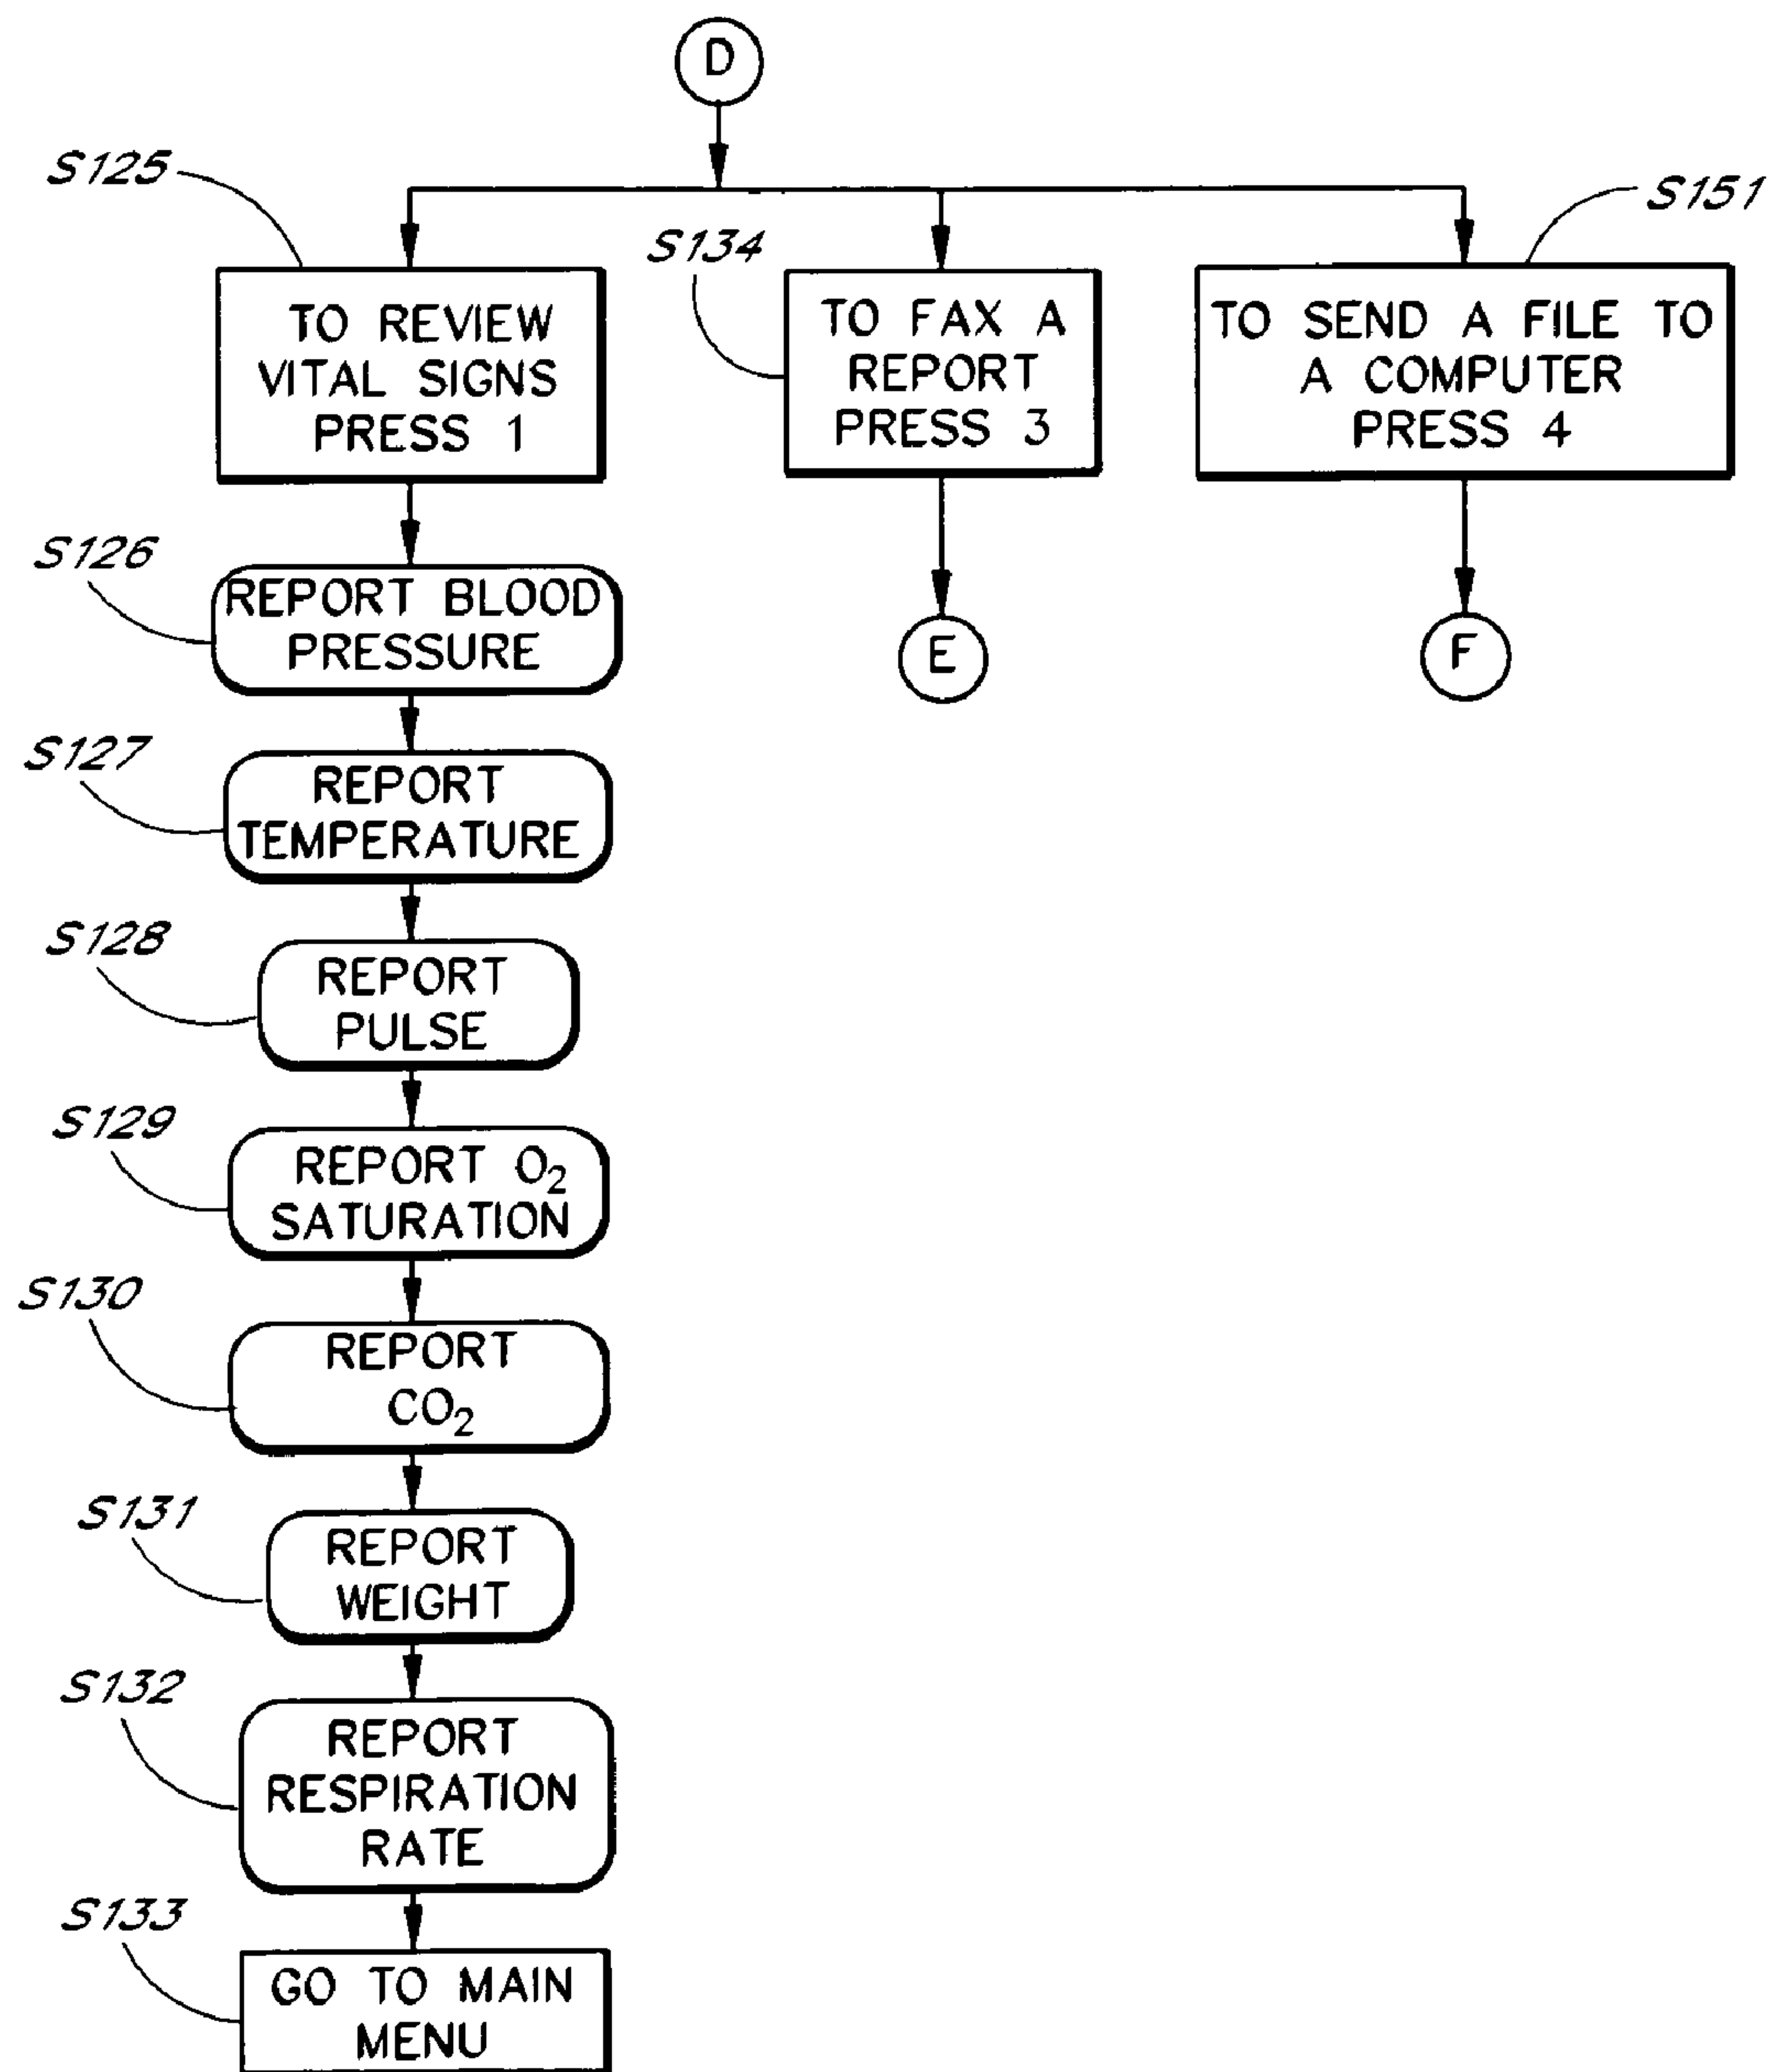 D
S125
TO REVIEW
VITAL SIGNS
PRESS 1
S134
TO FAX A
REPORT
PRESS 3
S151
TO SEND A FILE TO
A COMPUTER
PRESS 4
E
F
S126
REPORT BLOOD
PRESSURE
S127
REPORT
TEMPERATURE
S128
REPORT
PULSE
S129
REPORT O₂
SATURATION
S130
REPORT
CO₂
S131
REPORT
WEIGHT
S132
REPORT
RESPIRATION
RATE
S133
GO TO MAIN
MENU